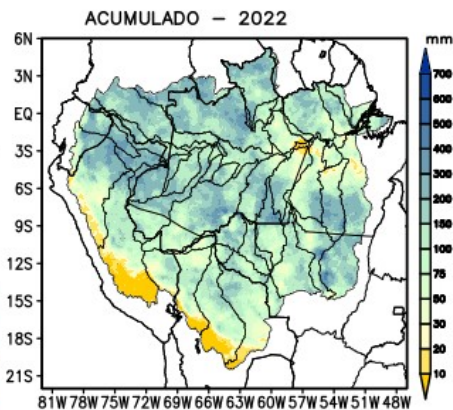 ACUMULADO – 2022
mm
6N
3N
EQ
3S
6S
9S
12S
15S
18S
21S
700
600
500
400
300
200
150
100
75
50
30
20
10
81W 78W 75W 72W 69W 66W 63W 60W 57W 54W 51W 48W